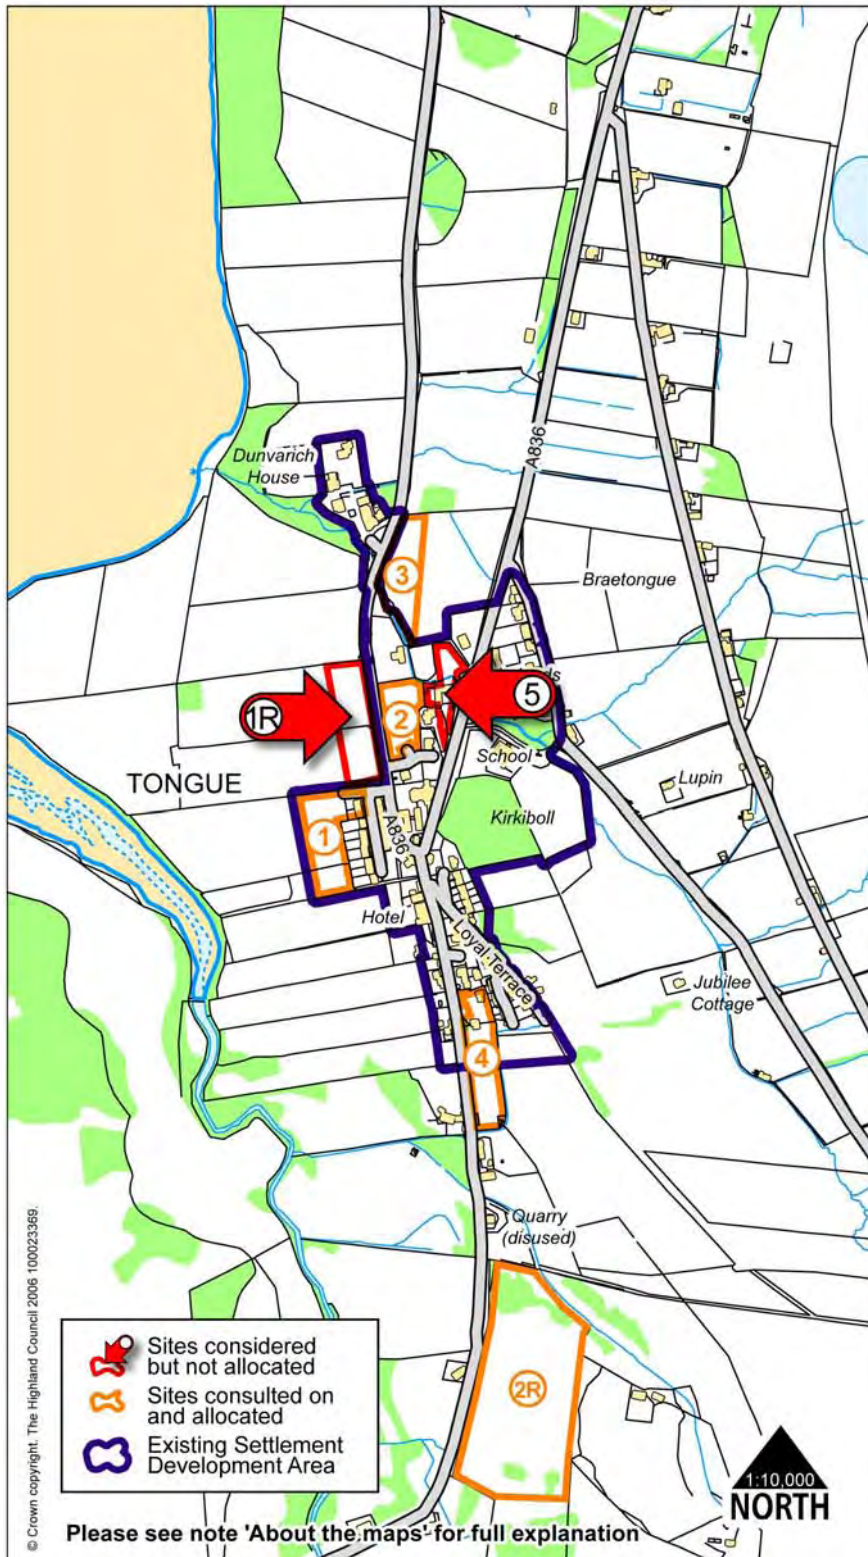 Dunvarich
House
A836
3
Braetongue
1R
5
2
ds
School
Lupin
TONGUE
Kirkiboll
1
A836
Hotel
Loyal Terrace
Jubilee
Cottage
4
Quarry
(disused)
2R
Sites considered
but not allocated
Sites consulted on
and allocated
Existing Settlement
Development Area
1:10,000
NORTH
Please see note 'About the maps' for full explanation
© Crown copyright. The Highland Council 2006 100023369.